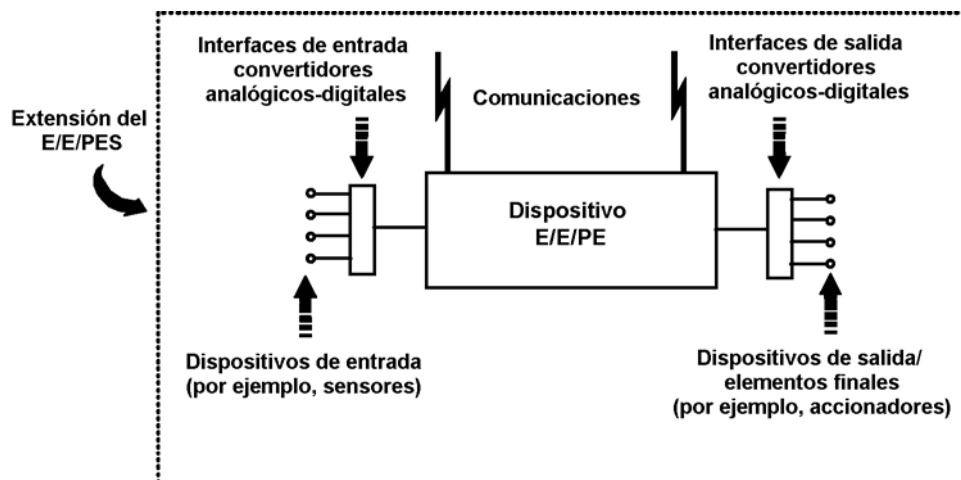 Interfaces de entrada
convertidores
analógicos-digitales
Comunicaciones
Interfaces de salida
convertidores
analógicos-digitales
Extensión del
E/E/PES
Dispositivo
E/E/PE
Dispositivos de entrada
(por ejemplo, sensores)
Dispositivos de salida/
elementos finales
(por ejemplo, accionadores)